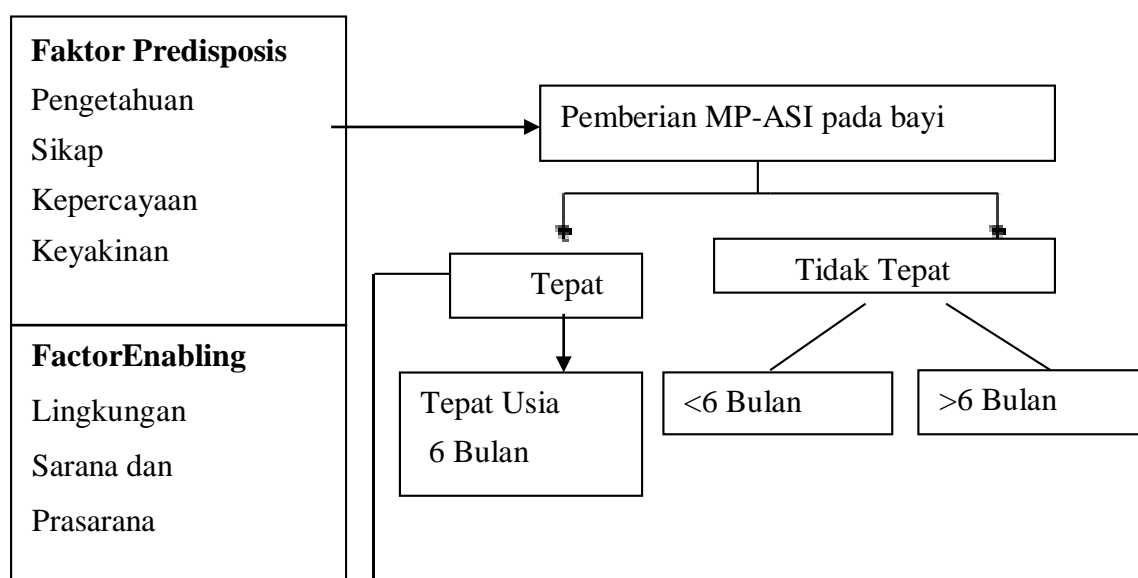 Faktor Predisposis
Pengetahuan
Sikap
Kepercayaan
Keyakinan
FactorEnabling
Lingkungan
Sarana dan
Prasarana
Pemberian MP-ASI pada bayi
Tepat
Tidak Tepat
Tepat Usia
6 Bulan
<6 Bulan
>6 Bulan